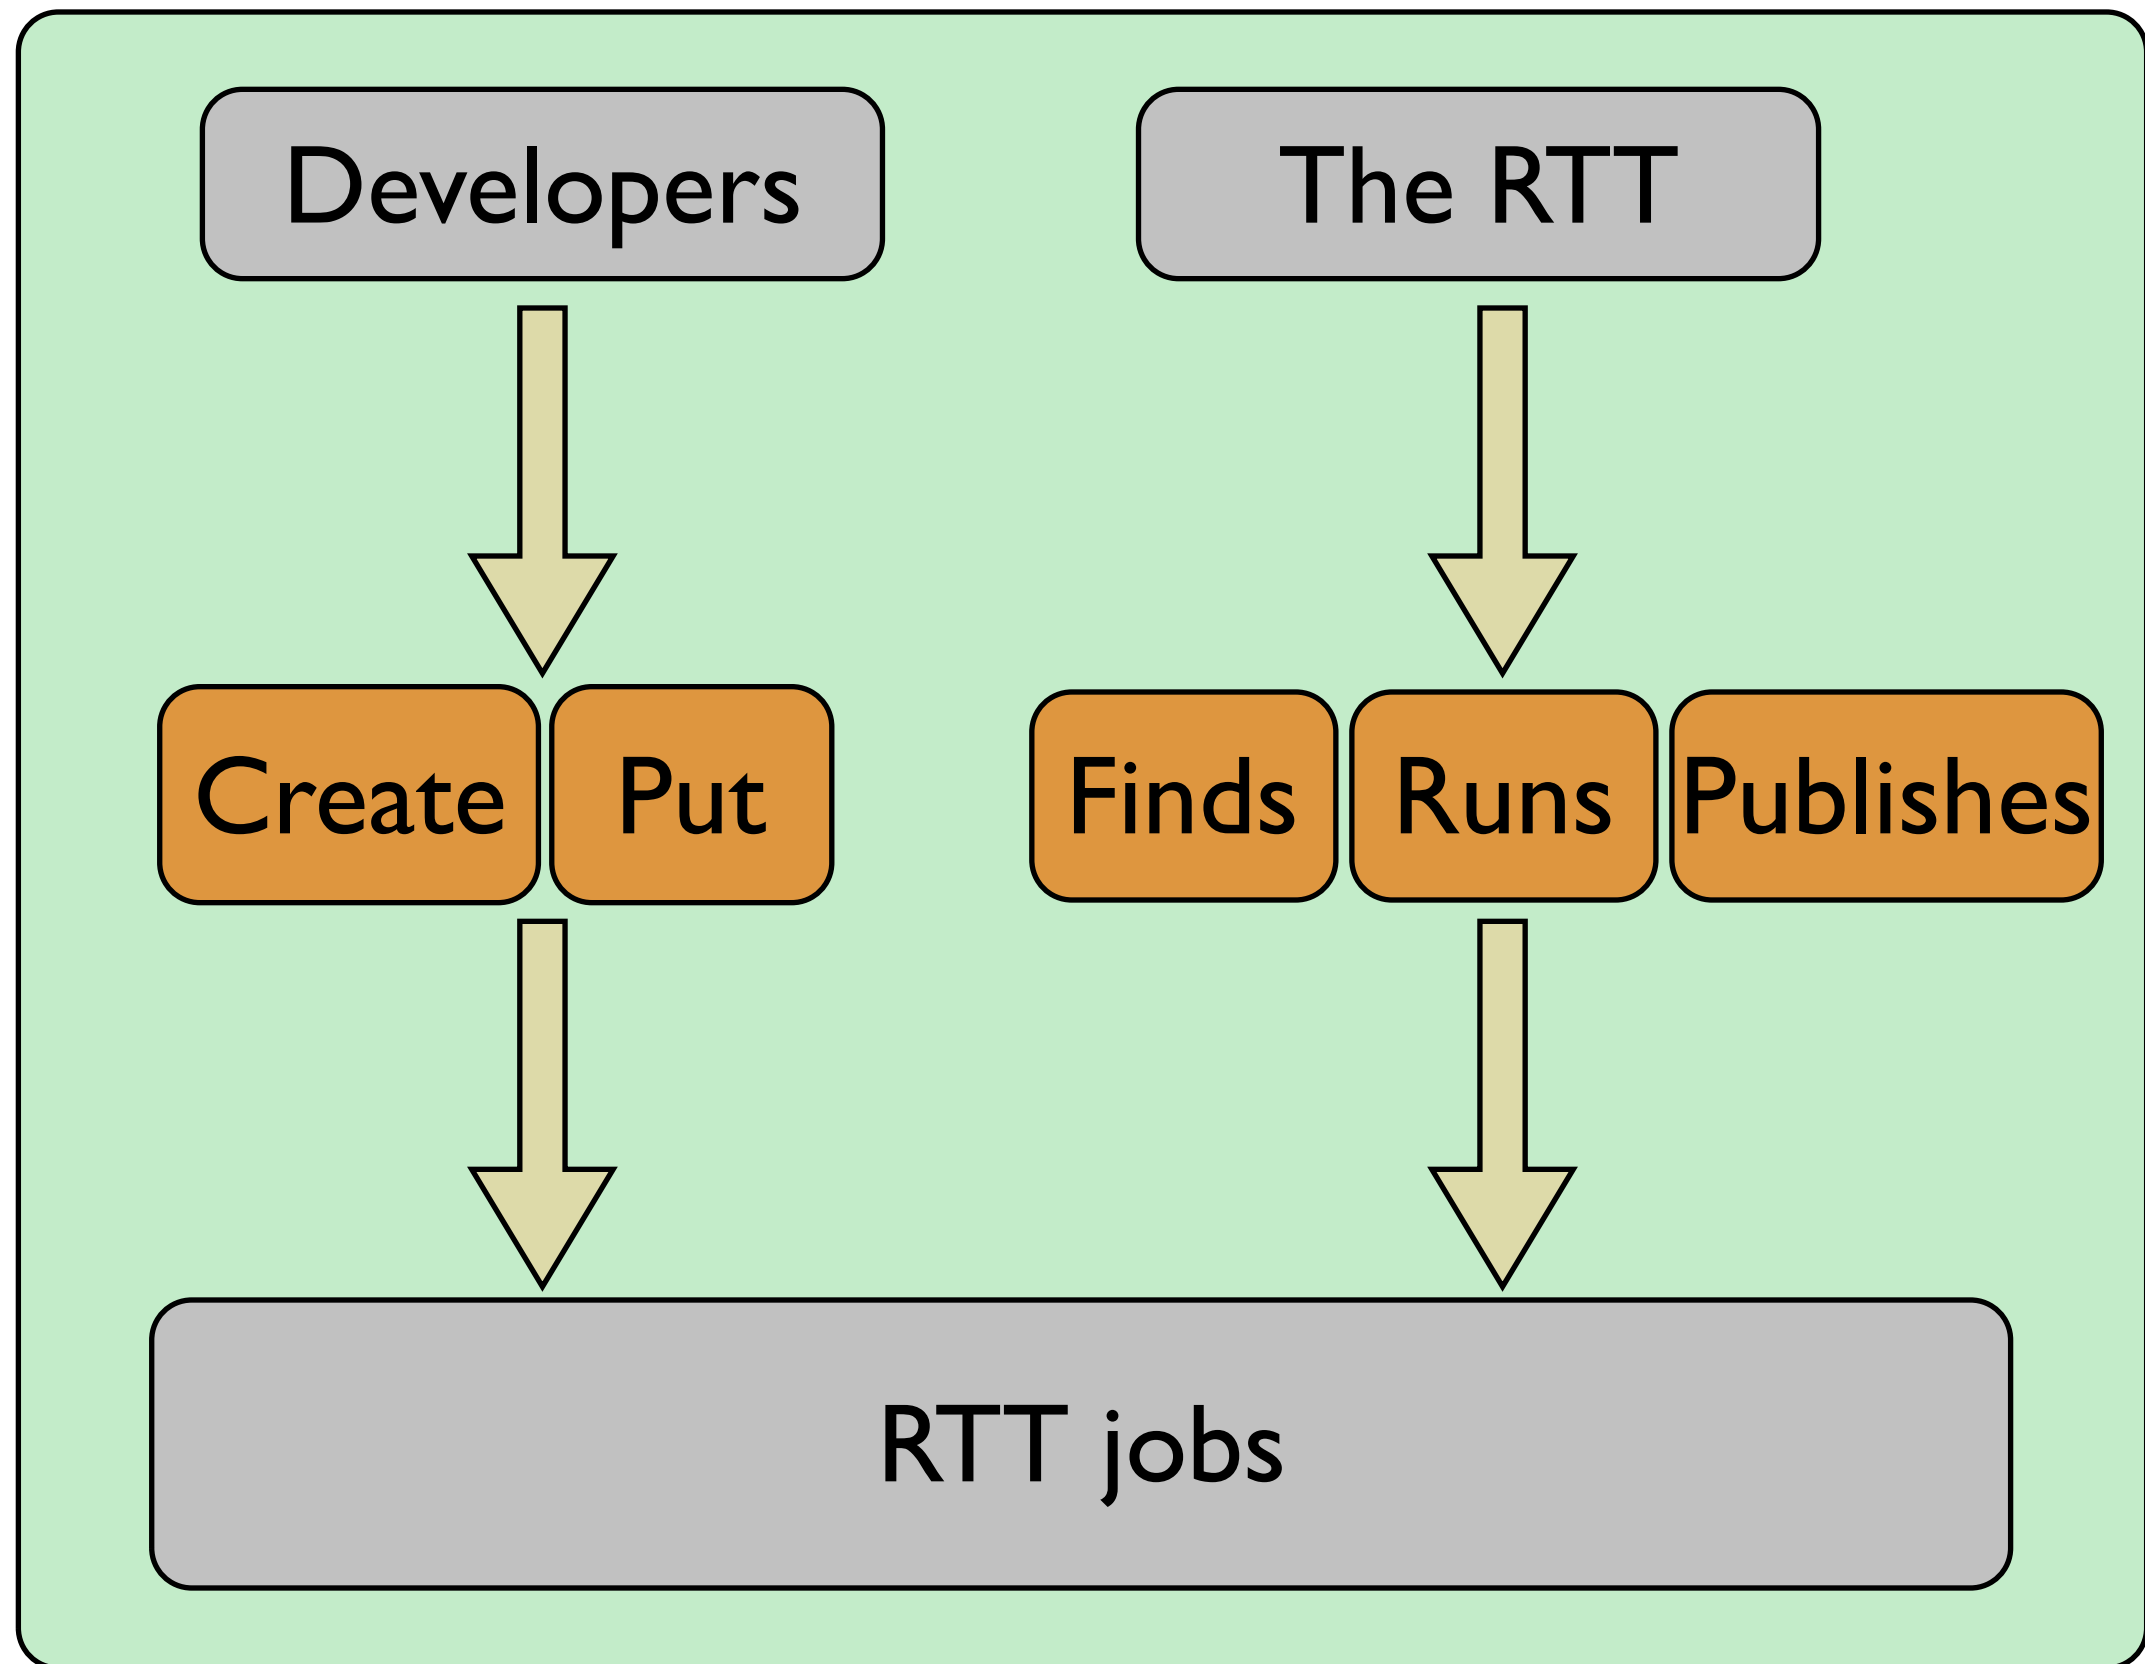 Developers
The RTT
Create
Put
Finds
Runs
Publishes
RTT jobs